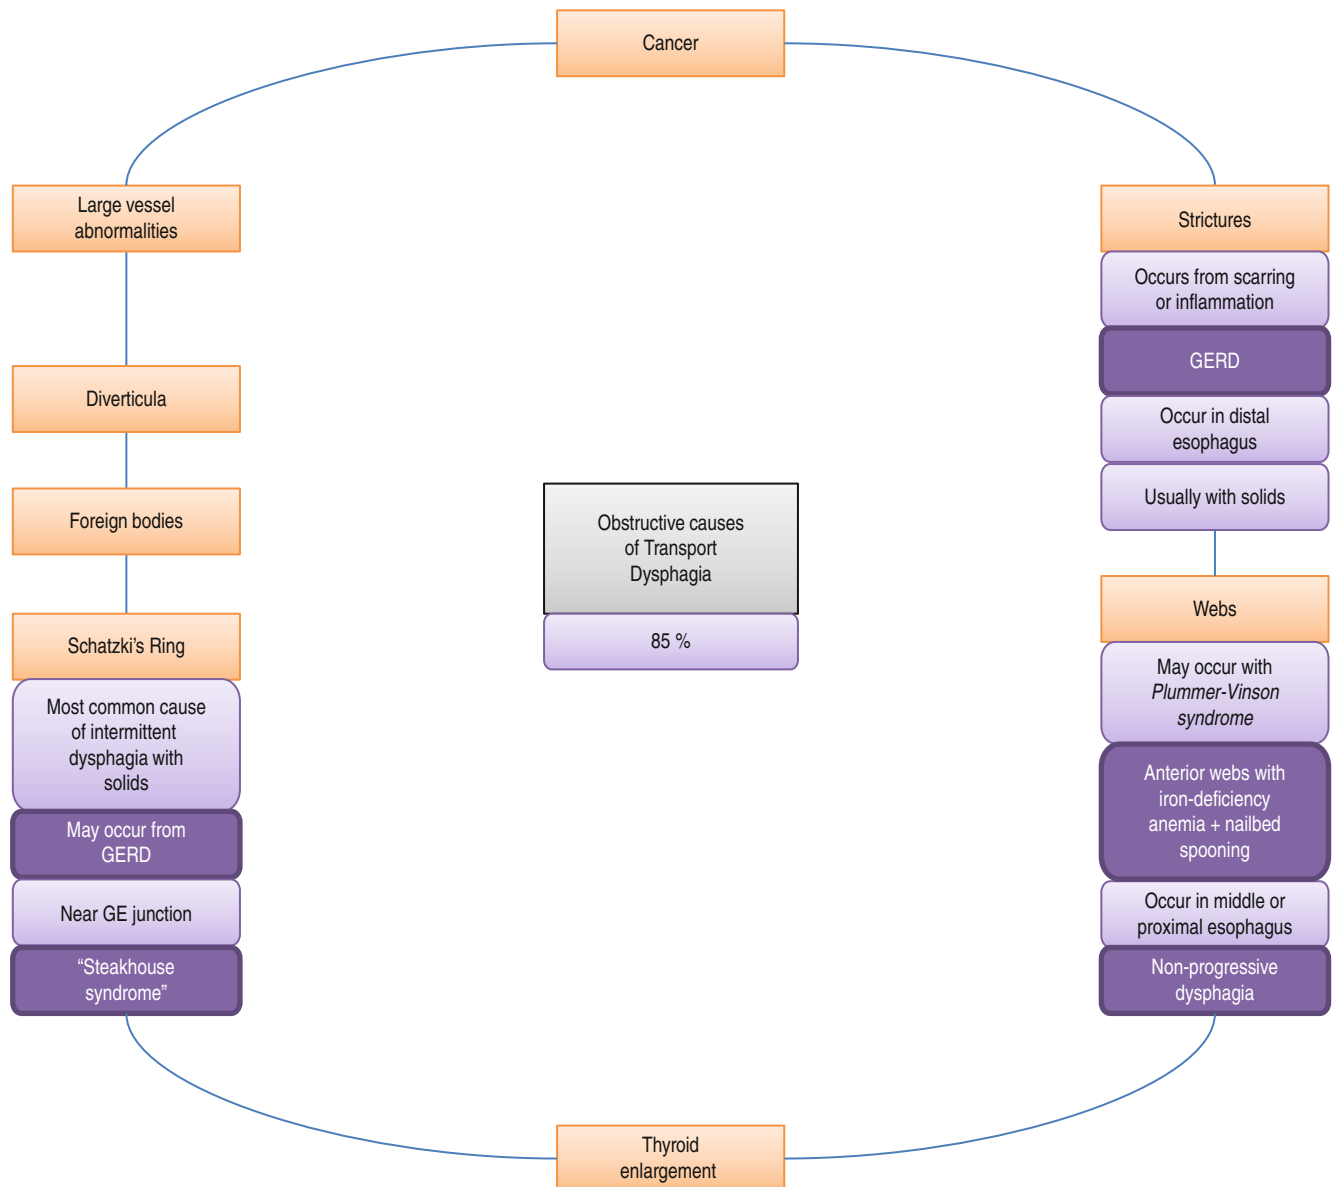 Cancer
Large vessel
abnormalities
Diverticula
Foreign bodies
Schatzki's Ring
Most common cause
of intermittent
dysphagia with
solids
May occur from
GERD
Near GE junction
“Steakhouse
syndrome”
Obstructive causes
of Transport
Dysphagia
85 %
Strictures
Occurs from scarring
or inflammation
GERD
Occur in distal
esophagus
Usually with solids
Webs
May occur with
Plummer-Vinson
syndrome
Anterior webs with
iron-deficiency
anemia + nailbed
spooning
Occur in middle or
proximal esophagus
Non-progressive
dysphagia
Thyroid
enlargement